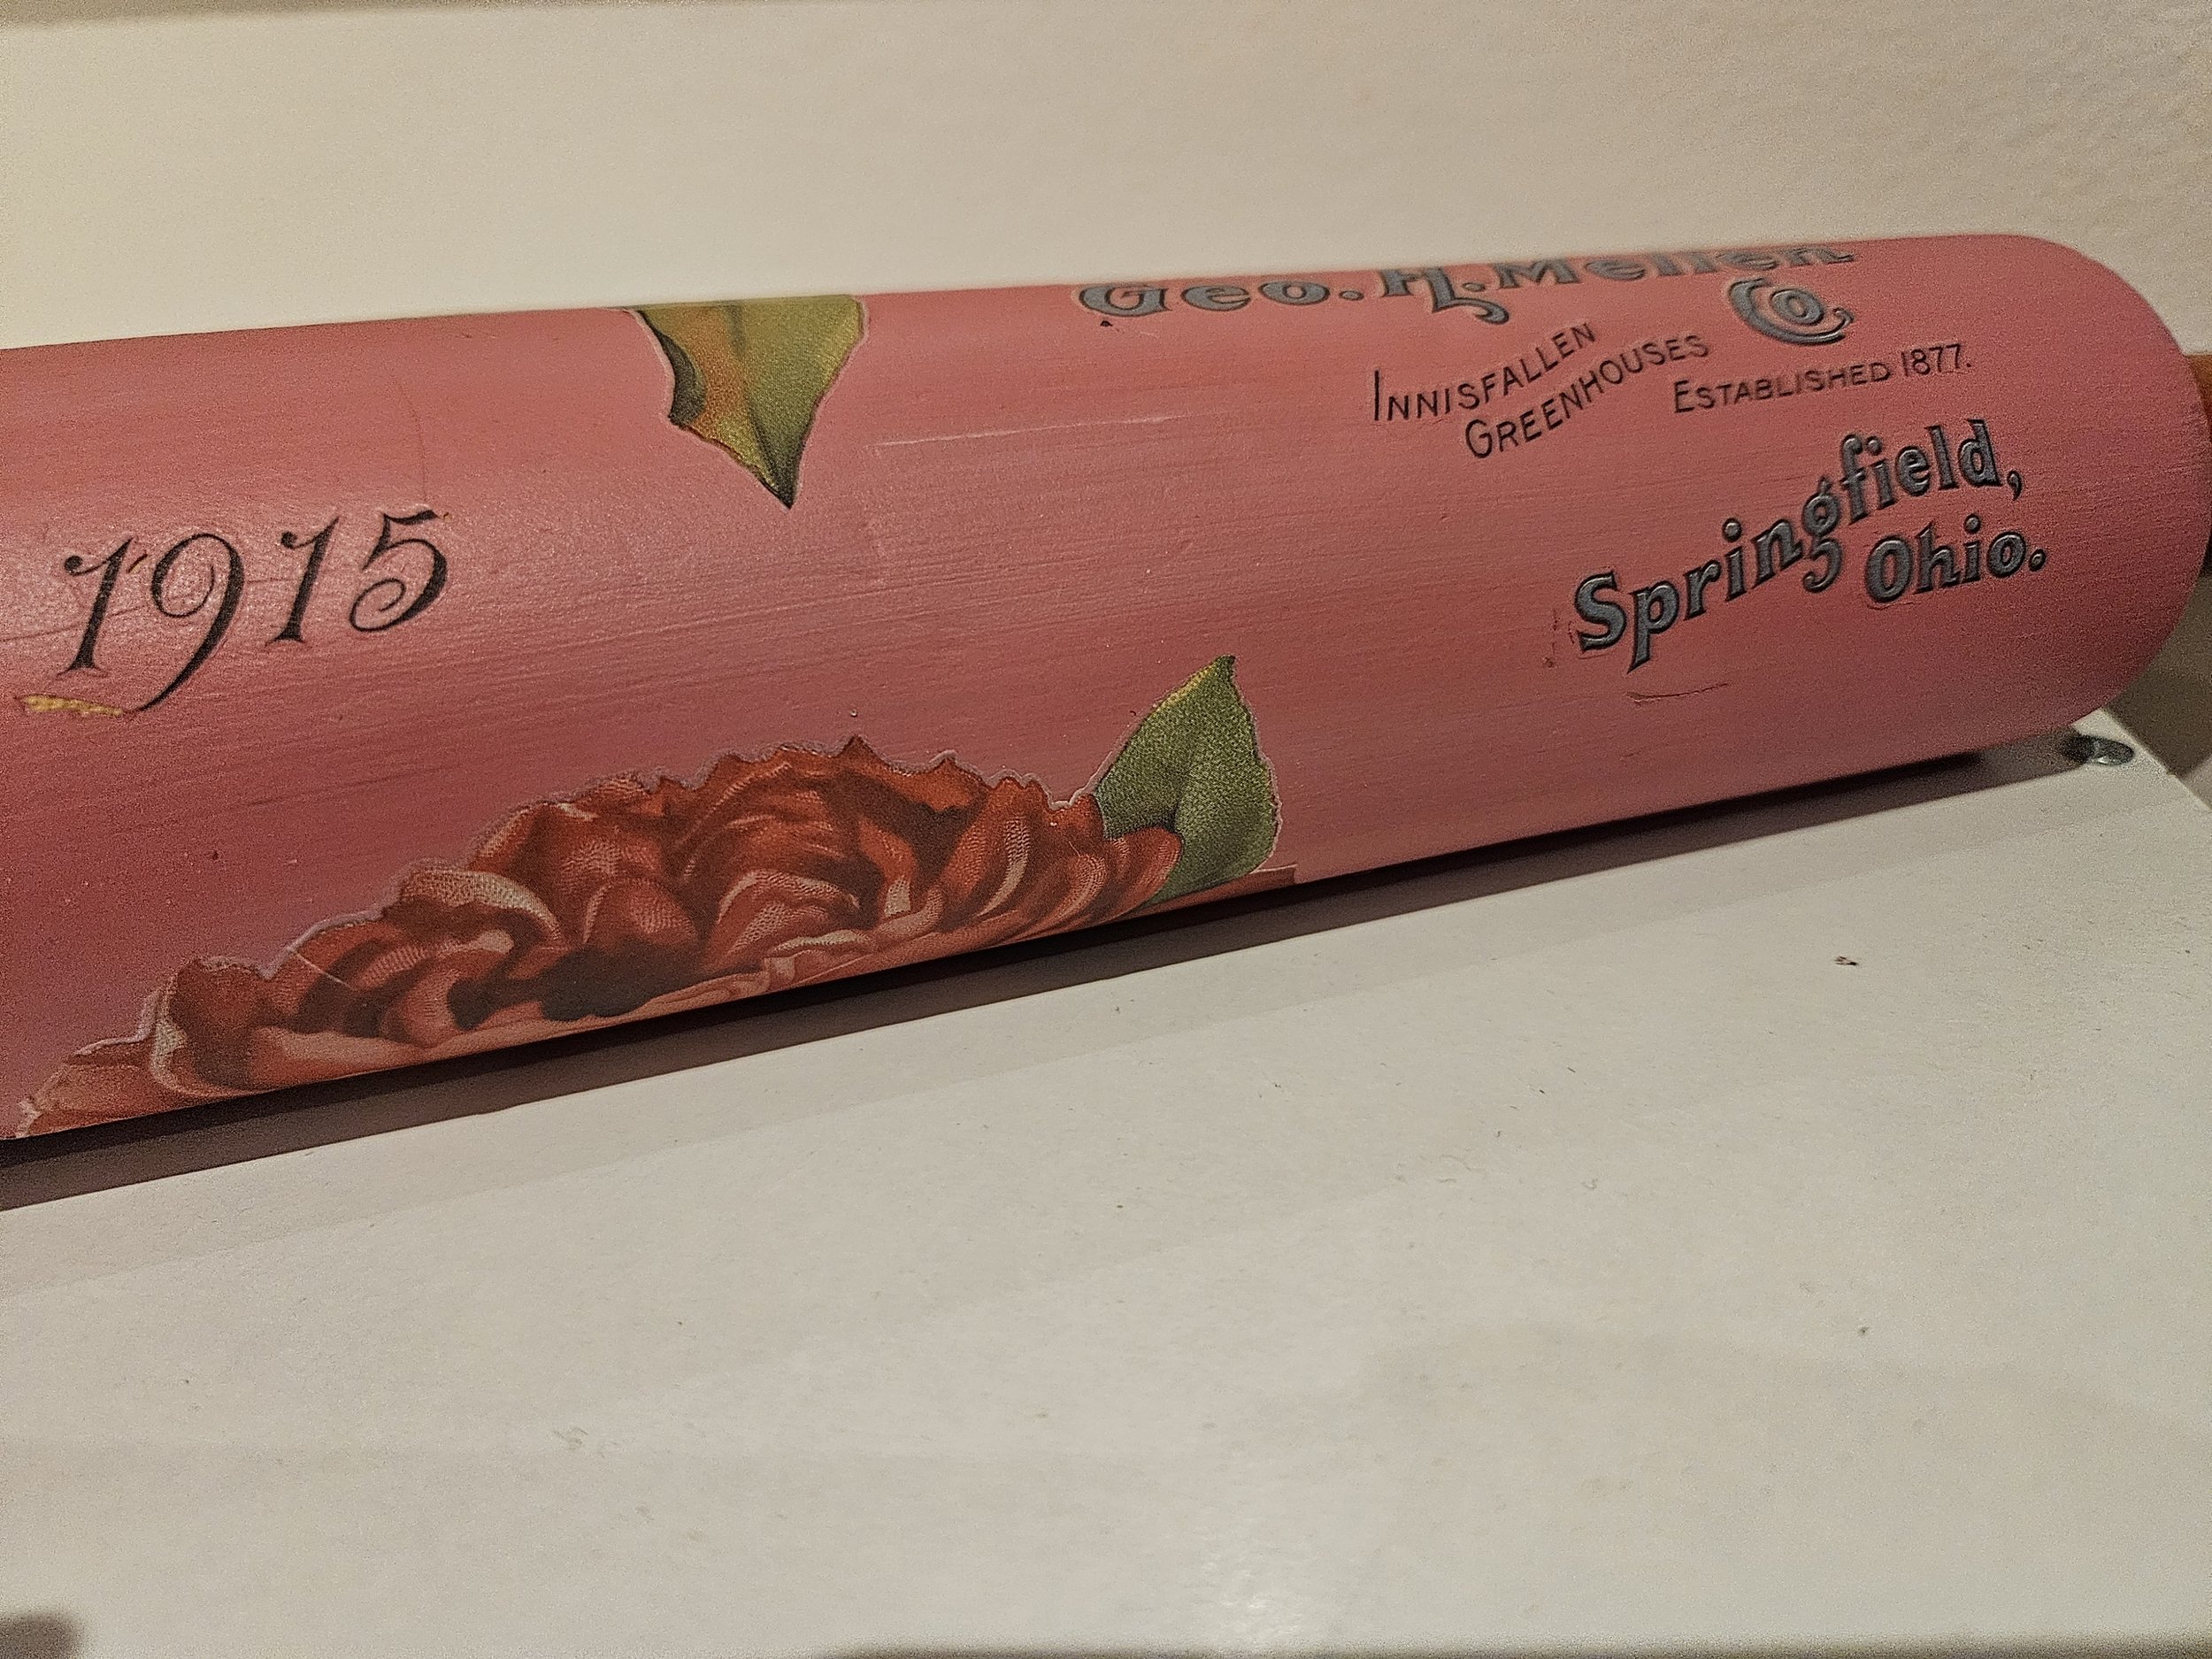 1915
Geo. H. Mellen
Co.
INNISFALLEN
GREENHOUSES
ESTABLISHED 1877.
Springfield,
Ohio.